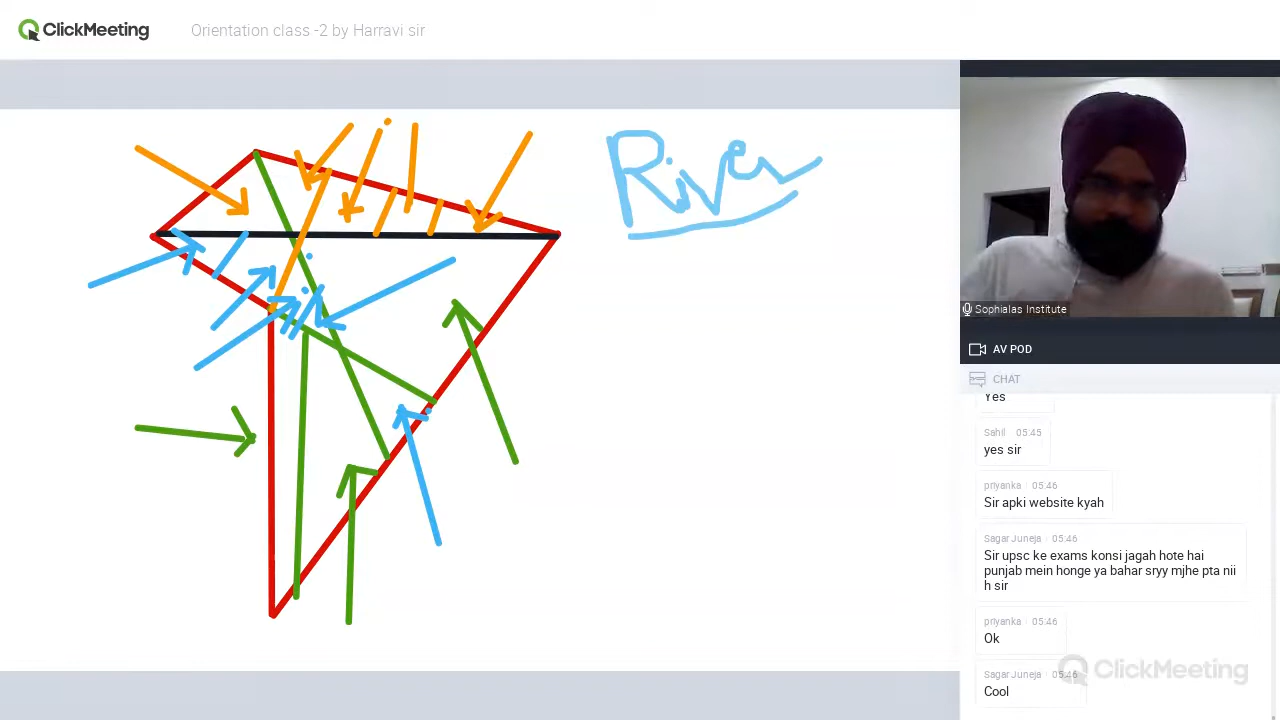 ClickMeeting
Orientation class -2 by Harravi sir
River
Sophialas Institute
AV POD
CHAT
Yes
Sahil 05:45
yes sir
priyanka 05:46
Sir apki website kyah
Sagar Juneja 05:46
Sir upsc ke exams konsi jagah hote hai
punjab mein honge ya bahar sryy mjhe pta nii
h sir
priyanka 05:46
Ok
Sagar Juneja 05:46
Cool
ClickMeeting